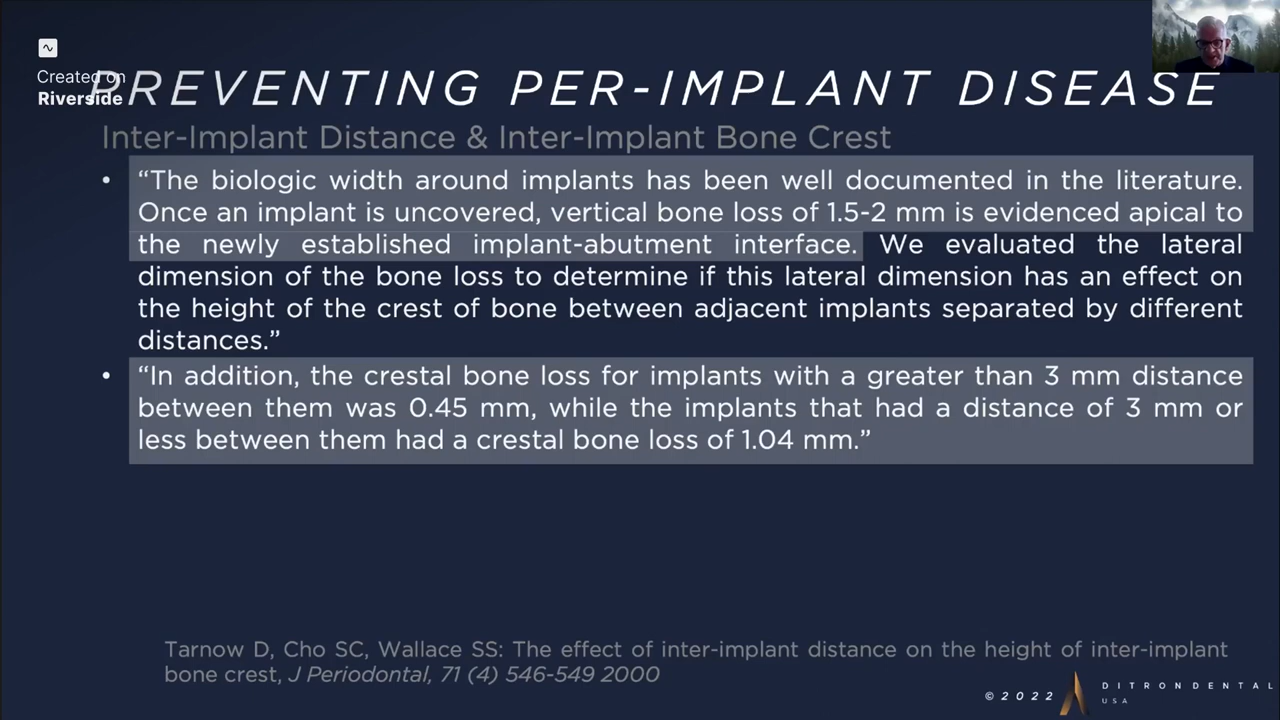 Created on
Riverside
PREVENTING PER-IMPLANT DISEASE
Inter-Implant Distance & Inter-Implant Bone Crest
• “The biologic width around implants has been well documented in the literature.
Once an implant is uncovered, vertical bone loss of 1.5-2 mm is evidenced apical to
the newly established implant-abutment interface. We evaluated the lateral
dimension of the bone loss to determine if this lateral dimension has an effect on
the height of the crest of bone between adjacent implants separated by different
distances.”
• “In addition, the crestal bone loss for implants with a greater than 3 mm distance
between them was 0.45 mm, while the implants that had a distance of 3 mm or
less between them had a crestal bone loss of 1.04 mm.”
Tarnow D, Cho SC, Wallace SS: The effect of inter-implant distance on the height of inter-implant
bone crest, J Periodontal, 71 (4) 546-549 2000
©2022
DITRONDENTAL
USA